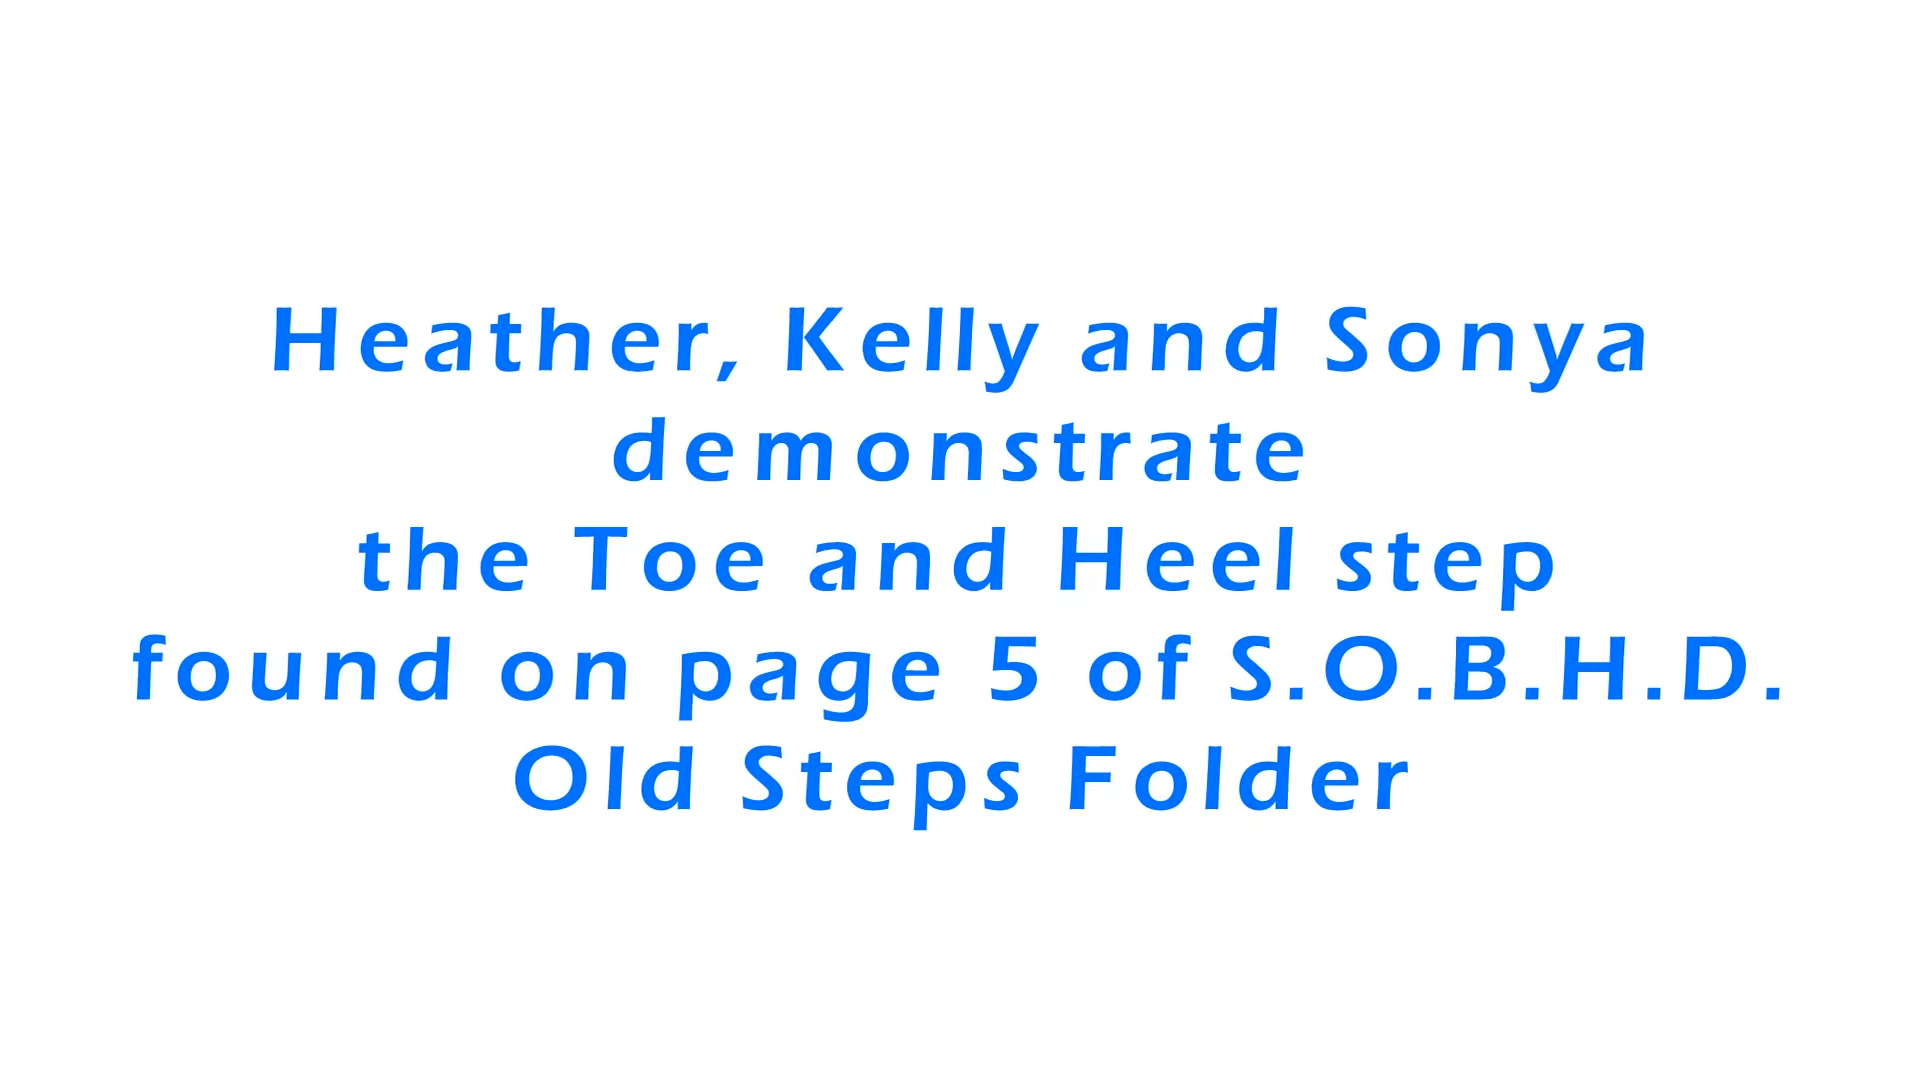 Heather, Kelly and Sonya
demonstrate
the Toe and Heel step
found on page 5 of S.O.B.H.D.
Old Steps Folder